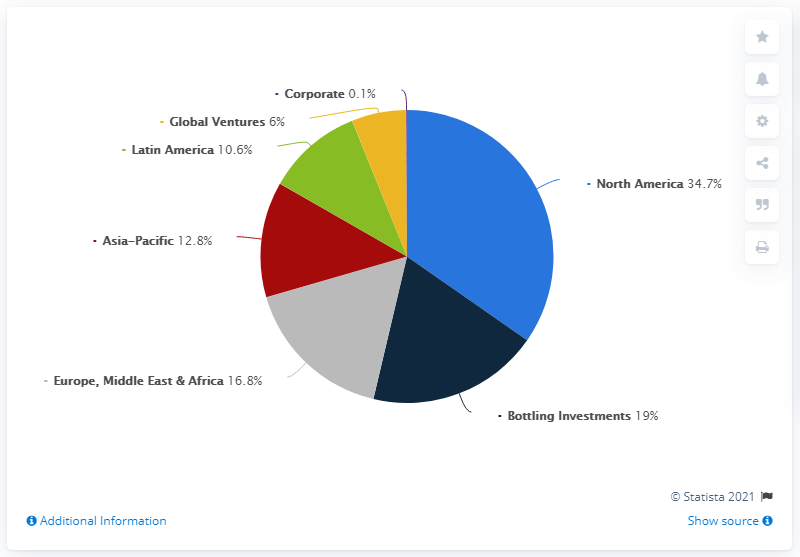 Corporate 0.1%
Global Ventures 6%
Latin America 10.6%
North America 34.7%
Asia-Pacific 12.8%
Europe, Middle East & Africa 16.8%
Bottling Investments 19%
© Statista 2021
Additional Information
Show source